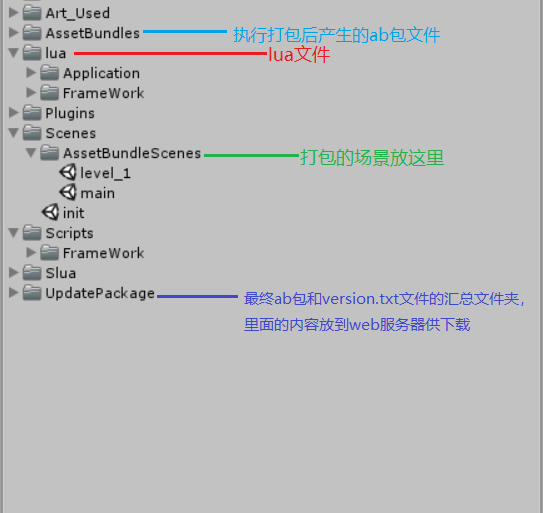 Art_Used
AssetBundles 执行打包后产生的ab包文件
lua lua文件
Application
FrameWork
Plugins
Scenes
AssetBundleScenes 打包的场景放这里
level_1
main
init
Scripts
FrameWork
Slua
UpdatePackage 最终ab包和version.txt文件的汇总文件夹，
里面的内容放到web服务器供下载